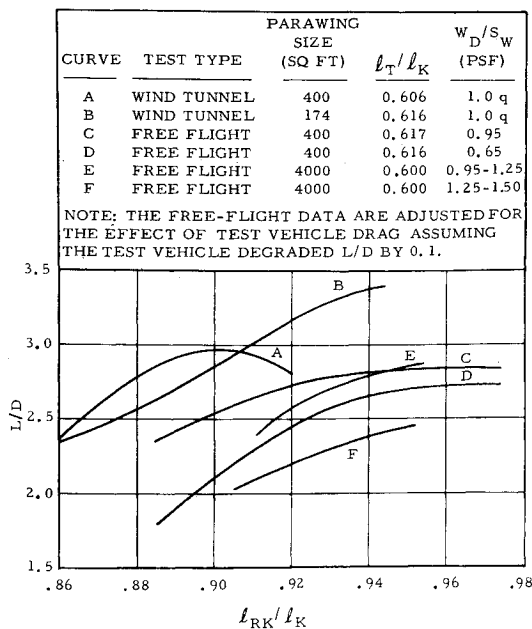 PARAWING
SIZE W_D/S_W
CURVE TEST TYPE (SQ FT) ℓ_T/ℓ_K (PSF)
A WIND TUNNEL 400 0.606 1.0 q
B WIND TUNNEL 174 0.616 1.0 q
C FREE FLIGHT 400 0.617 0.95
D FREE FLIGHT 400 0.616 0.65
E FREE FLIGHT 4000 0.600 0.95-1.25
F FREE FLIGHT 4000 0.600 1.25-1.50
NOTE: THE FREE-FLIGHT DATA ARE ADJUSTED FOR
THE EFFECT OF TEST VEHICLE DRAG ASSUMING
THE TEST VEHICLE DEGRADED L/D BY 0.1.
3.5
3.0
2.5
2.0
1.5
L/D
B
A
E
C
D
F
.86 .88 .90 .92 .94 .96 .98
ℓ_RK/ℓ_K